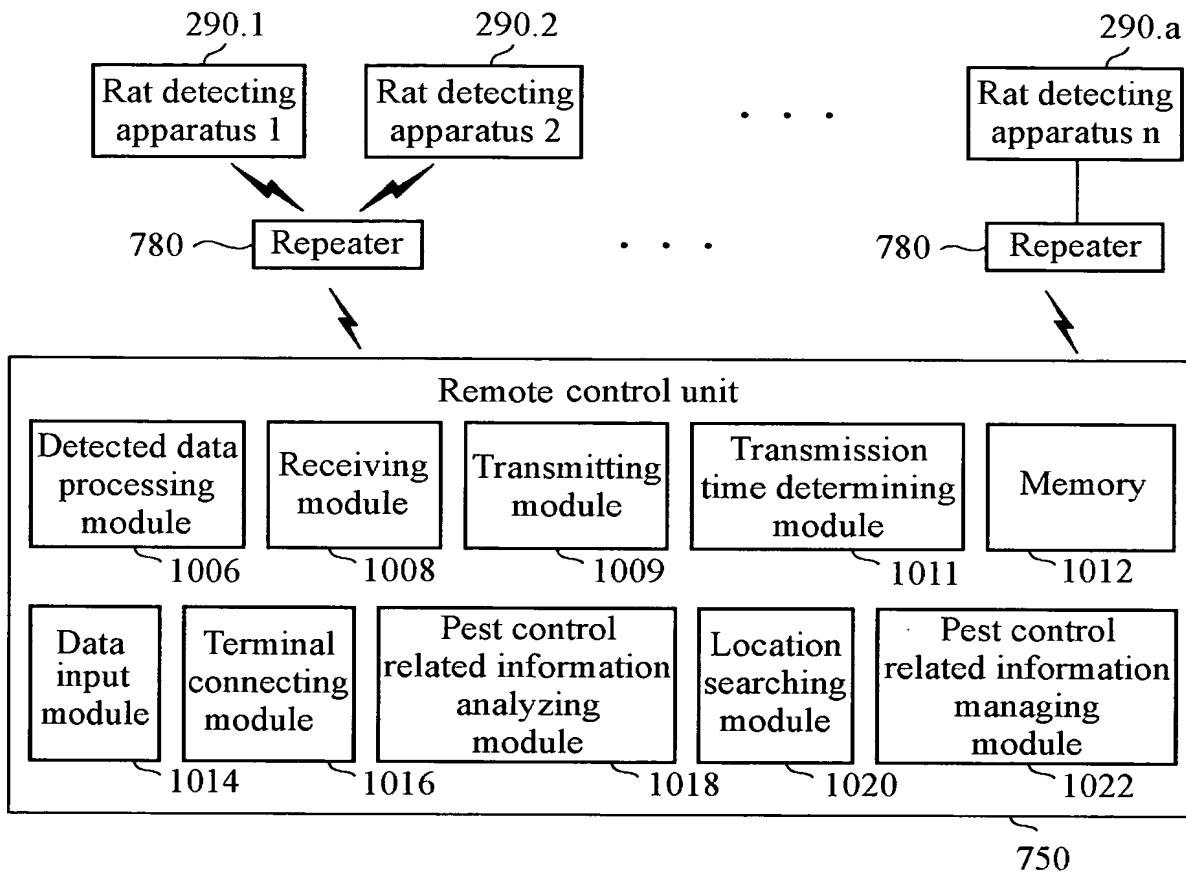 290.1
290.2
290.a
Rat detecting
apparatus 1
Rat detecting
apparatus 2
. . .
Rat detecting
apparatus n
780
Repeater
. . .
780
Repeater
Remote control unit
Detected data
processing
module
Receiving
module
Transmitting
module
Transmission
time determining
module
Memory
1006
1008
1009
1011
1012
Data
input
module
Terminal
connecting
module
Pest control
related information
analyzing
module
Location
searching
module
Pest control
related information
managing
module
1014
1016
1018
1020
1022
750